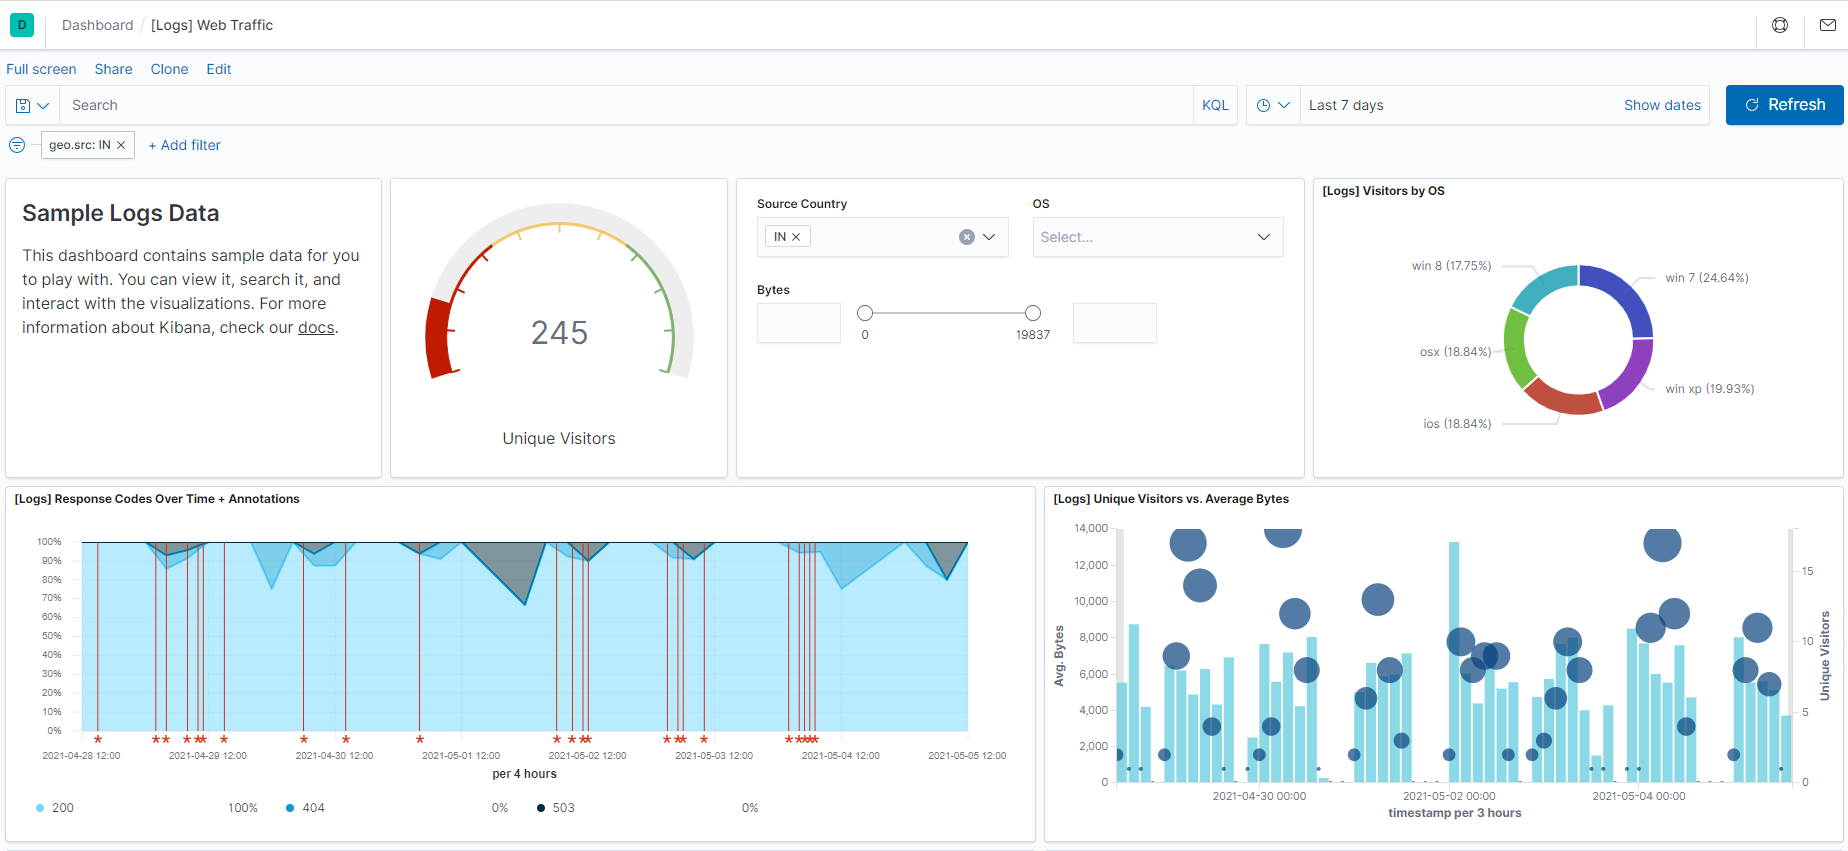 D Dashboard / [Logs] Web Traffic
Full screen Share Clone Edit
Search KQL Last 7 days Show dates Refresh
geo.src: IN × + Add filter
Sample Logs Data
This dashboard contains sample data for you
to play with. You can view it, search it, and
interact with the visualizations. For more
information about Kibana, check our docs.
245
Unique Visitors
Source Country
IN ×
OS
Select...
Bytes
0
19837
[Logs] Visitors by OS
win 8 (17.75%)
win 7 (24.64%)
osx (18.84%)
win xp (19.93%)
ios (18.84%)
[Logs] Response Codes Over Time + Annotations
100%
90%
80%
70%
60%
50%
40%
30%
20%
10%
0%
2021-04-28 12:00 2021-04-29 12:00 2021-04-30 12:00 2021-05-01 12:00 2021-05-02 12:00 2021-05-03 12:00 2021-05-04 12:00 2021-05-05 12:00
per 4 hours
200 100% 404 0% 503 0%
[Logs] Unique Visitors vs. Average Bytes
Avg. Bytes
14,000
12,000
10,000
8,000
6,000
4,000
2,000
0
15
10
5
0
Unique Visitors
2021-04-30 00:00 2021-05-02 00:00 2021-05-04 00:00
timestamp per 3 hours